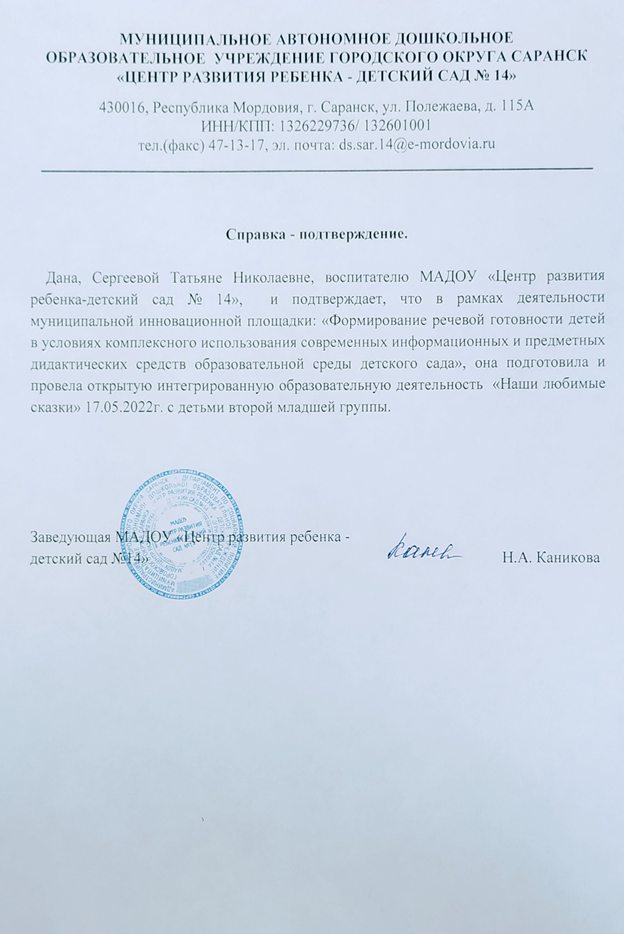 МУНИЦИПАЛЬНОЕ АВТОНОМНОЕ ДОШКОЛЬНОЕ
ОБРАЗОВАТЕЛЬНОЕ УЧРЕЖДЕНИЕ ГОРОДСКОГО ОКРУГА САРАНСК
«ЦЕНТР РАЗВИТИЯ РЕБЕНКА - ДЕТСКИЙ САД № 14»
430016, Республика Мордовия, г. Саранск, ул. Полежаева, д. 115А
ИНН/КПП: 1326229736/ 132601001
тел.(факс) 47-13-17, эл. почта: ds.sar.14@e-mordovia.ru
Справка - подтверждение.
Дана, Сергеевой Татьяне Николаевне, воспитателю МАДОУ «Центр развития
ребенка-детский сад № 14», и подтверждает, что в рамках деятельности
муниципальной инновационной площадки: «Формирование речевой готовности детей
в условиях комплексного использования современных информационных и предметных
дидактических средств образовательной среды детского сада», она подготовила и
провела открытую интегрированную образовательную деятельность «Наши любимые
сказки» 17.05.2022г. с детьми второй младшей группы.
Заведующая МАДОУ «Центр развития ребенка -
детский сад №14»
Н.А. Каникова